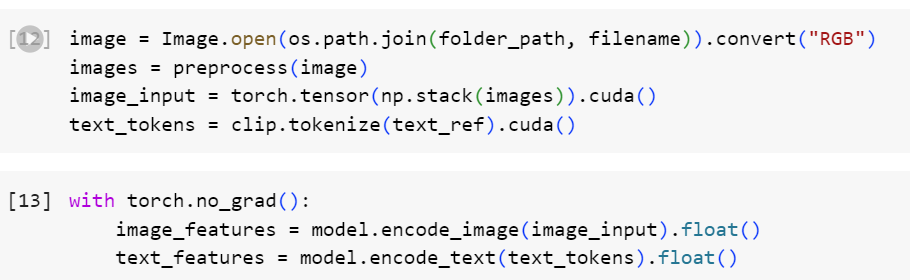 [12] image = Image.open(os.path.join(folder_path, filename)).convert("RGB")
images = preprocess(image)
image_input = torch.tensor(np.stack(images)).cuda()
text_tokens = clip.tokenize(text_ref).cuda()
[13] with torch.no_grad():
image_features = model.encode_image(image_input).float()
text_features = model.encode_text(text_tokens).float()